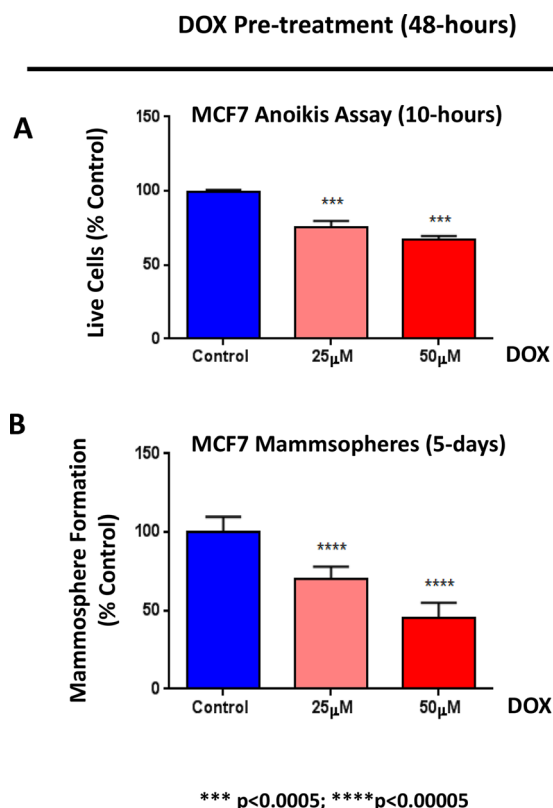 DOX Pre-treatment (48-hours)
A
MCF7 Anoikis Assay (10-hours)
Live Cells (% Control)
150
100
50
0
***
***
Control
25μM
50μM
DOX
B
MCF7 Mammsopheres (5-days)
Mammosphere Formation
(% Control)
150
100
50
0
****
****
Control
25μM
50μM
DOX
*** p<0.0005; ****p<0.00005